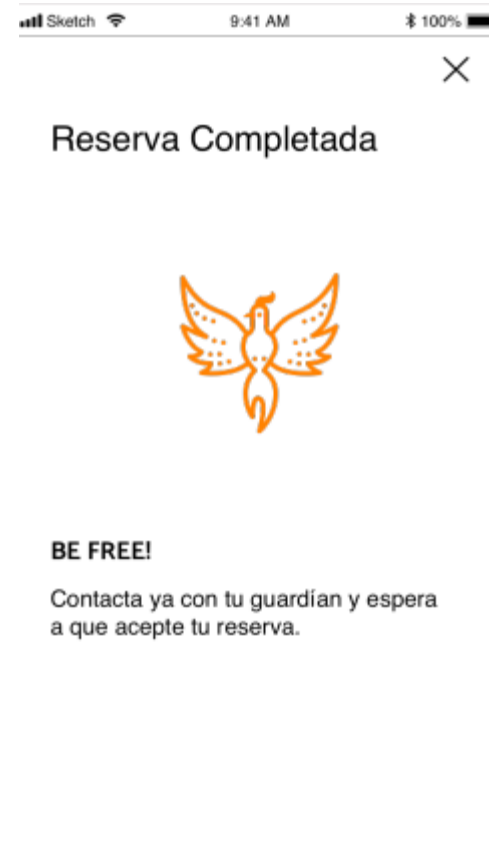 Sketch 9:41 AM 100%
Reserva Completada
BE FREE!
Contacta ya con tu guardían y espera
a que acepte tu reserva.